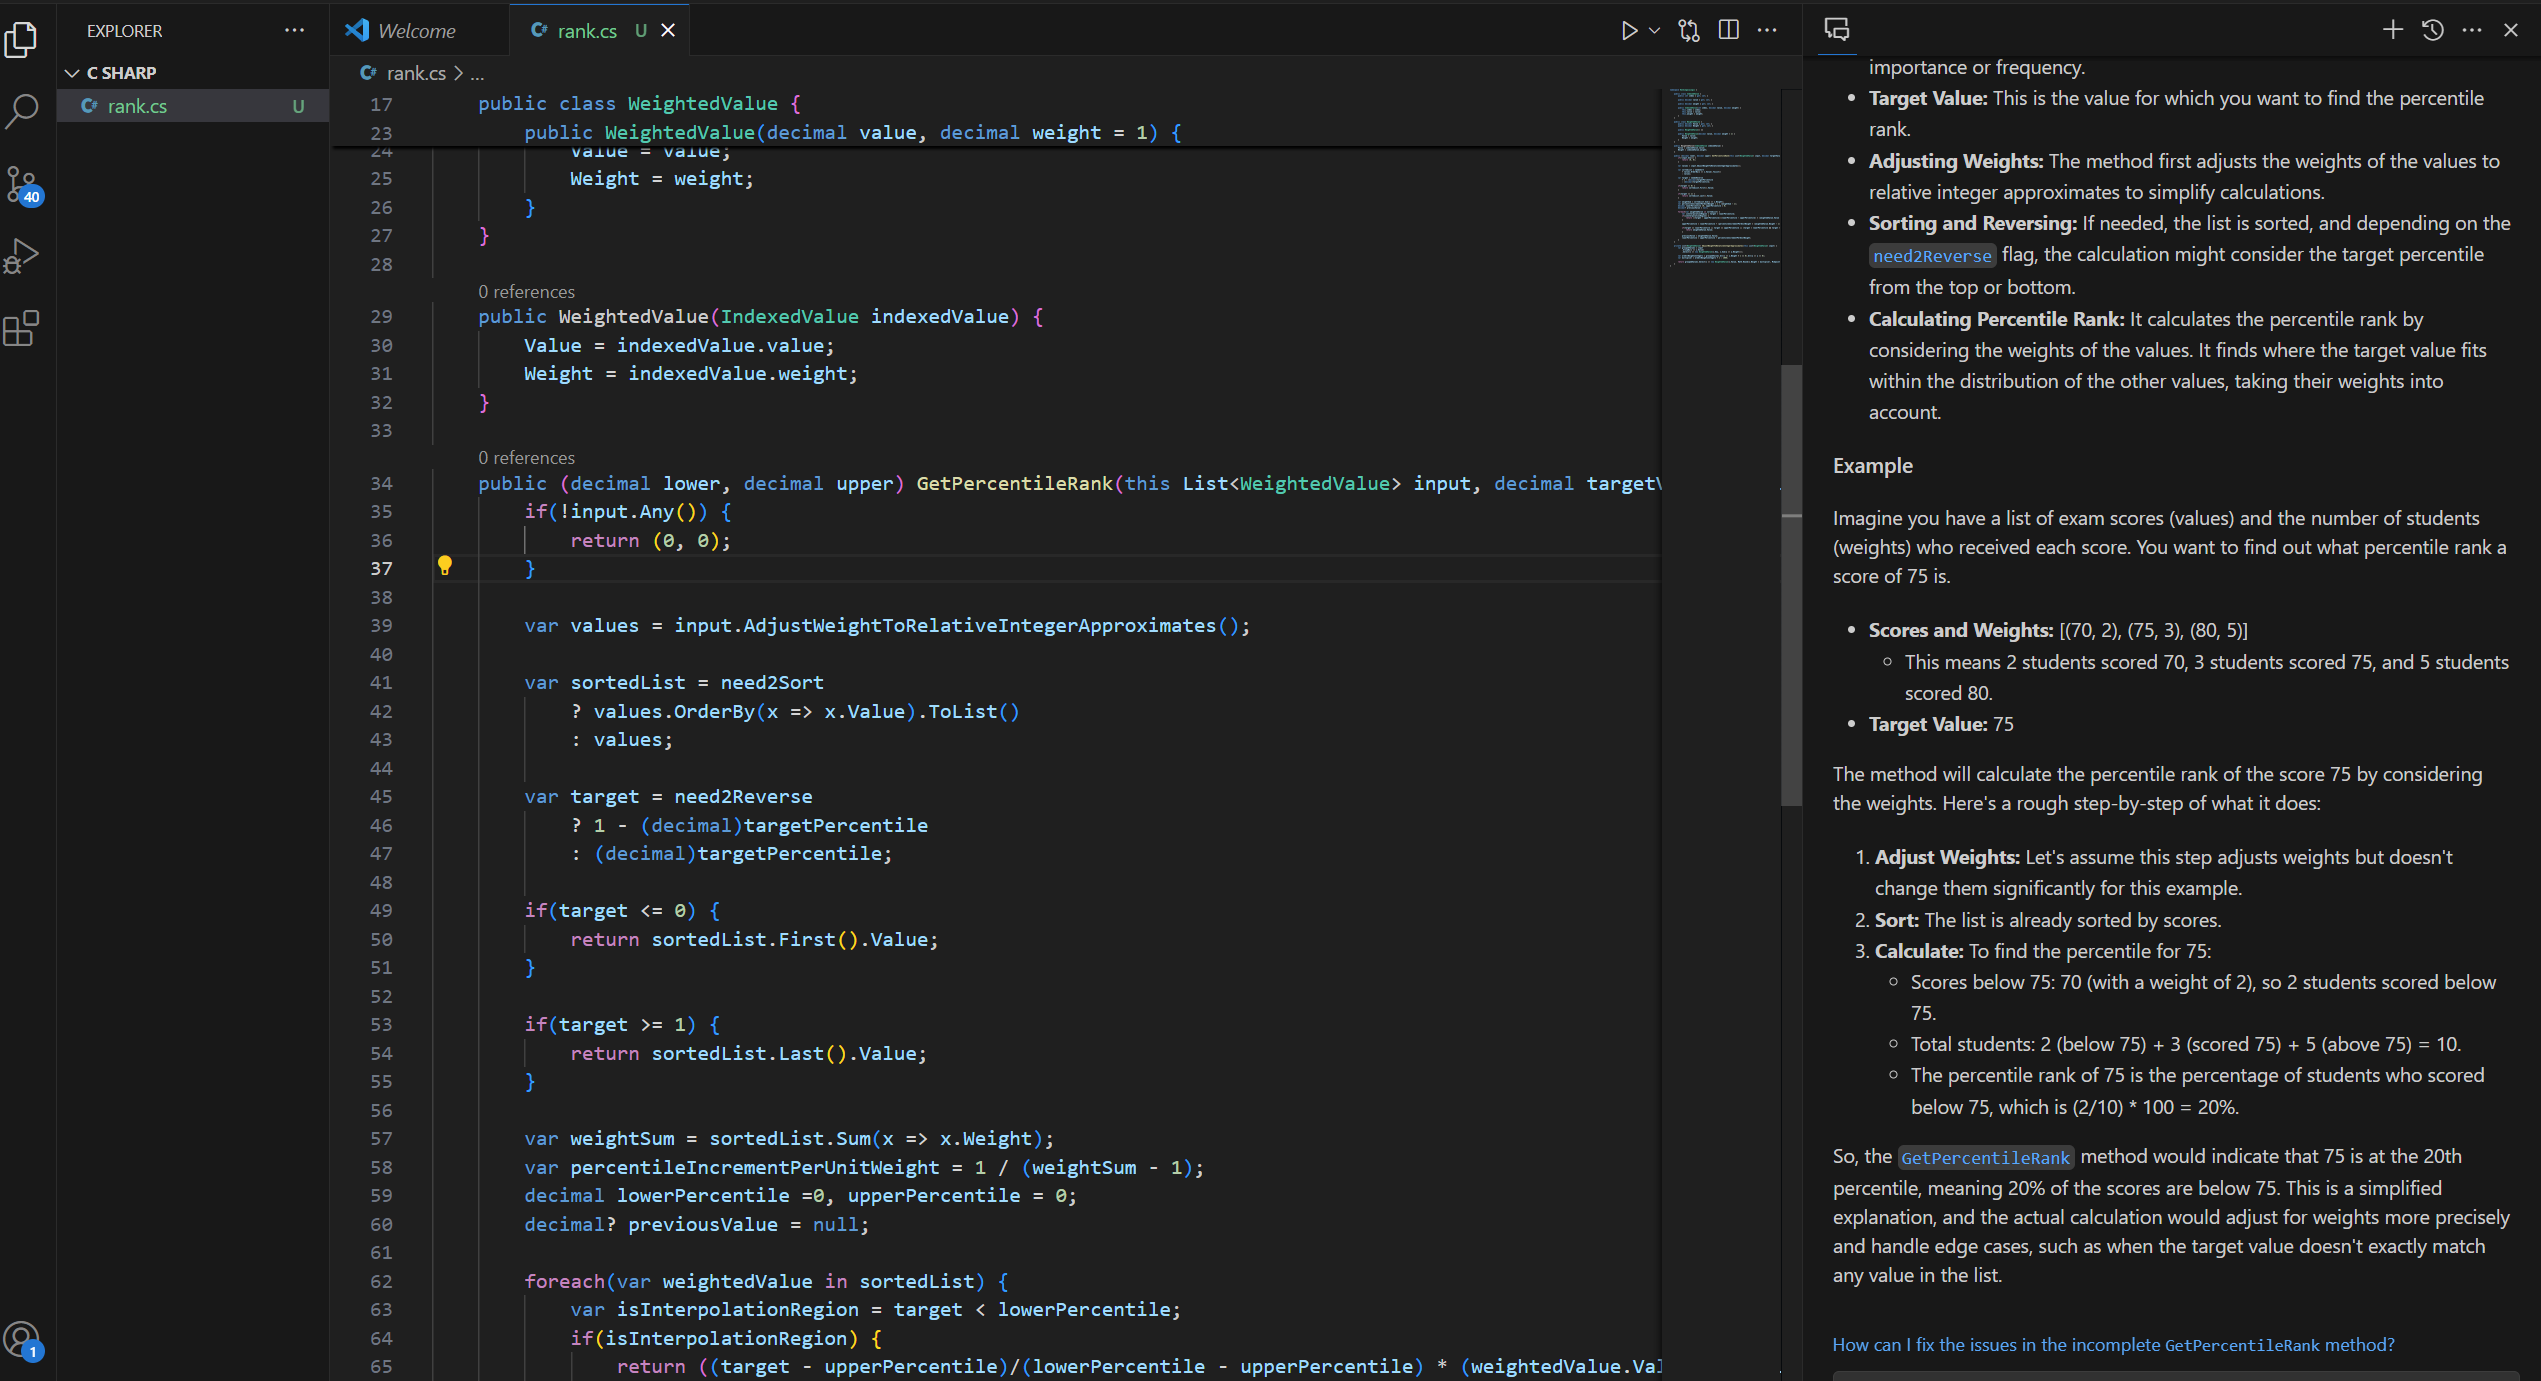 EXPLORER
C SHARP
rank.cs U
40
1
Welcome
rank.cs U
rank.cs > ...
17 public class WeightedValue {
23 public WeightedValue(decimal value, decimal weight = 1) {
24 Value = value;
25 Weight = weight;
26 }
27 }
28
0 references
29 public WeightedValue(IndexedValue indexedValue) {
30 Value = indexedValue.value;
31 Weight = indexedValue.weight;
32 }
33
0 references
34 public (decimal lower, decimal upper) GetPercentileRank(this List<WeightedValue> input, decimal target
35 if(!input.Any()) {
36 return (0, 0);
37 }
38
39 var values = input.AdjustWeightToRelativeIntegerApproximates();
40
41 var sortedList = need2Sort
42 ? values.OrderBy(x => x.Value).ToList()
43 : values;
44
45 var target = need2Reverse
46 ? 1 - (decimal)targetPercentile
47 : (decimal)targetPercentile;
48
49 if(target <= 0) {
50 return sortedList.First().Value;
51 }
52
53 if(target >= 1) {
54 return sortedList.Last().Value;
55 }
56
57 var weightSum = sortedList.Sum(x => x.Weight);
58 var percentileIncrementPerUnitWeight = 1 / (weightSum - 1);
59 decimal lowerPercentile =0, upperPercentile = 0;
60 decimal? previousValue = null;
61
62 foreach(var weightedValue in sortedList) {
63 var isInterpolationRegion = target < lowerPercentile;
64 if(isInterpolationRegion) {
65 return ((target - upperPercentile)/(lowerPercentile - upperPercentile) * (weightedValue.Val
importance or frequency.
• Target Value: This is the value for which you want to find the percentile
rank.
• Adjusting Weights: The method first adjusts the weights of the values to
relative integer approximates to simplify calculations.
• Sorting and Reversing: If needed, the list is sorted, and depending on the
need2Reverse flag, the calculation might consider the target percentile
from the top or bottom.
• Calculating Percentile Rank: It calculates the percentile rank by
considering the weights of the values. It finds where the target value fits
within the distribution of the other values, taking their weights into
account.
Example
Imagine you have a list of exam scores (values) and the number of students
(weights) who received each score. You want to find out what percentile rank a
score of 75 is.
• Scores and Weights: [(70, 2), (75, 3), (80, 5)]
○ This means 2 students scored 70, 3 students scored 75, and 5 students
scored 80.
• Target Value: 75
The method will calculate the percentile rank of the score 75 by considering
the weights. Here's a rough step-by-step of what it does:
1. Adjust Weights: Let's assume this step adjusts weights but doesn't
change them significantly for this example.
2. Sort: The list is already sorted by scores.
3. Calculate: To find the percentile for 75:
○ Scores below 75: 70 (with a weight of 2), so 2 students scored below
75.
○ Total students: 2 (below 75) + 3 (scored 75) + 5 (above 75) = 10.
○ The percentile rank of 75 is the percentage of students who scored
below 75, which is (2/10) * 100 = 20%.
So, the GetPercentileRank method would indicate that 75 is at the 20th
percentile, meaning 20% of the scores are below 75. This is a simplified
explanation, and the actual calculation would adjust for weights more precisely
and handle edge cases, such as when the target value doesn't exactly match
any value in the list.
How can I fix the issues in the incomplete GetPercentileRank method?